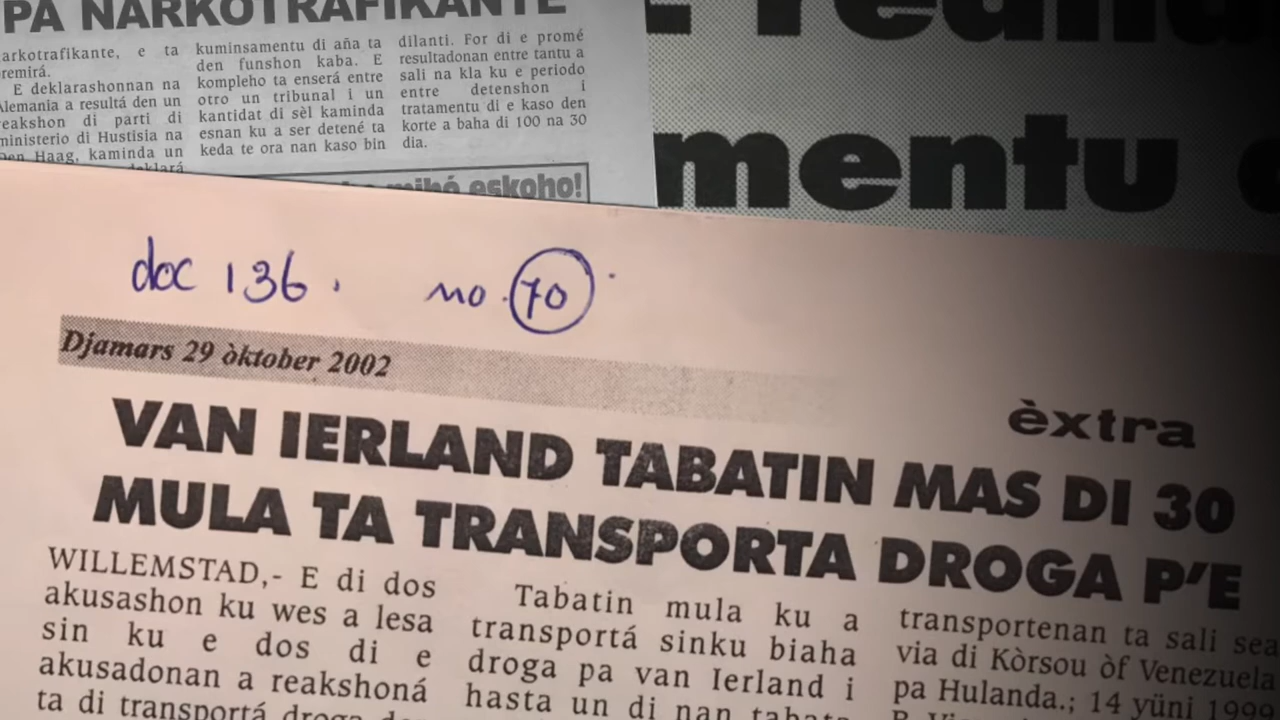 PA NARKOTRAFIKANTE
arkotrafikante, e ta
remirá.
E deklarashonnan na
Alemania a resultá den un
reakshon di parti di
ministerio di Hustisia na
Den Haag, kaminda un
deklará
kuminsamentu di aña ta
den funshon kaba. E
kompleho ta enserá entre
otro un tribunal i un
kantidat di sèl kaminda
esnan ku a ser detené ta
keda te ora nan kaso bin
dilanti. For di e promé
resultadonan entre tantu a
sali na kla ku e periodo
entre detenshon i
tratamentu di e kaso den
korte a baha di 100 na 30
dia.
mihó eskoho!
mentu
doc 136. no. 70
Djamars 29 òktober 2002
èxtra
VAN IERLAND TABATIN MAS DI 30
MULA TA TRANSPORTA DROGA P'E
WILLEMSTAD,- E di dos
akusashon ku wes a lesa
sin ku e dos di e
akusadonan a reakshoná
ta di transportá droga den
Tabatin mula ku a
transportá sinku biaha
droga pa van Ierland i
hasta un di nan tabata
transportenan ta sali sea
via di Kòrsou òf Venezuela
pa Hulanda.; 14 yüni 1999